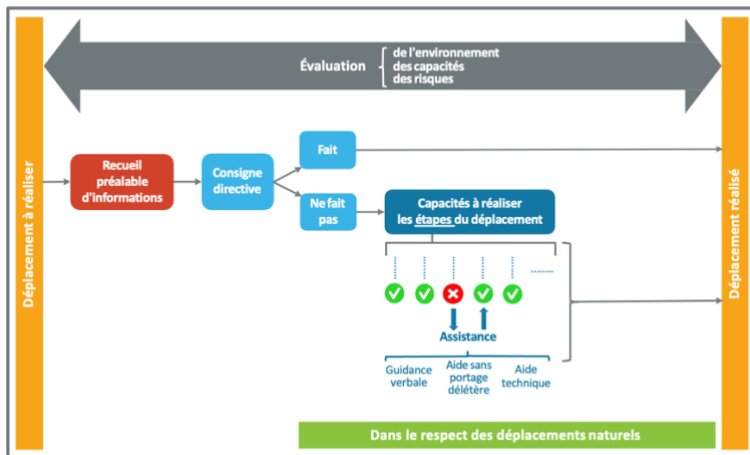 Évaluation
de l'environnement
des capacités
des risques
Déplacement à réaliser
Recueil
préalable
d'informations
Consigne
directive
Fait
Ne fait
pas
Capacités à réaliser
les étapes du déplacement
Assistance
Guidance
verbale
Aide sans
portage
délétère
Aide
technique
Déplacement réalisé
Dans le respect des déplacements naturels